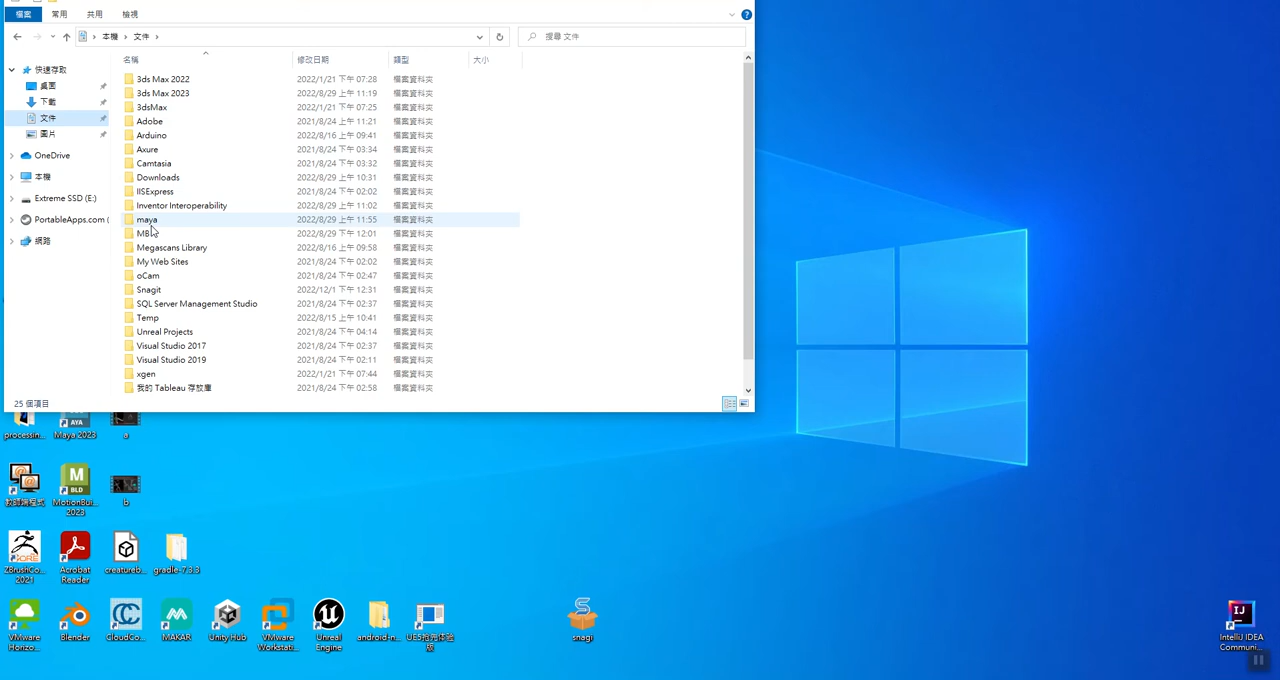 檔案 常用 共用 檢視
本機 文件 搜尋 文件
名稱 修改日期 類型 大小
快速存取
桌面
下載
文件
圖片
OneDrive
本機
Extreme SSD (E:)
PortableApps.com (
網路
3ds Max 2022 2022/1/21 下午 07:28 檔案資料夾
3ds Max 2023 2022/8/29 上午 11:19 檔案資料夾
3dsMax 2022/1/21 下午 07:25 檔案資料夾
Adobe 2021/8/24 上午 11:21 檔案資料夾
Arduino 2022/8/16 上午 09:41 檔案資料夾
Axure 2021/8/24 下午 03:34 檔案資料夾
Camtasia 2021/8/24 下午 03:32 檔案資料夾
Downloads 2022/8/29 上午 10:31 檔案資料夾
IISExpress 2021/8/24 下午 02:02 檔案資料夾
Inventor Interoperability 2022/8/29 上午 11:02 檔案資料夾
maya 2022/8/29 上午 11:55 檔案資料夾
2022/8/29 下午 12:01 檔案資料夾
Megascans Library 2022/8/16 上午 09:58 檔案資料夾
My Web Sites 2021/8/24 下午 02:02 檔案資料夾
oCam 2021/8/24 下午 02:47 檔案資料夾
Snagit 2022/12/1 下午 12:31 檔案資料夾
SQL Server Management Studio 2021/8/24 下午 02:37 檔案資料夾
Temp 2022/8/15 上午 10:41 檔案資料夾
Unreal Projects 2021/8/24 下午 04:14 檔案資料夾
Visual Studio 2017 2021/8/24 下午 02:37 檔案資料夾
Visual Studio 2019 2021/8/24 下午 02:11 檔案資料夾
xgen 2022/1/21 下午 07:44 檔案資料夾
我的 Tableau 存放庫 2021/8/24 下午 02:58 檔案資料夾
25 個項目
AYA
processin... Maya 2023 a
M
BLD
MotionBui... 2023 b
ZBrushCo... 2021
Acrobat Reader
creatureb...
gradle-7.3.3
VMware Horizo...
Blender
CloudCo...
MAKAR
Unity Hub
VMware Workstati...
Unreal Engine
android-n...
UE5搶先体验版
snagi
IJ
IntelliJ IDEA Communi...